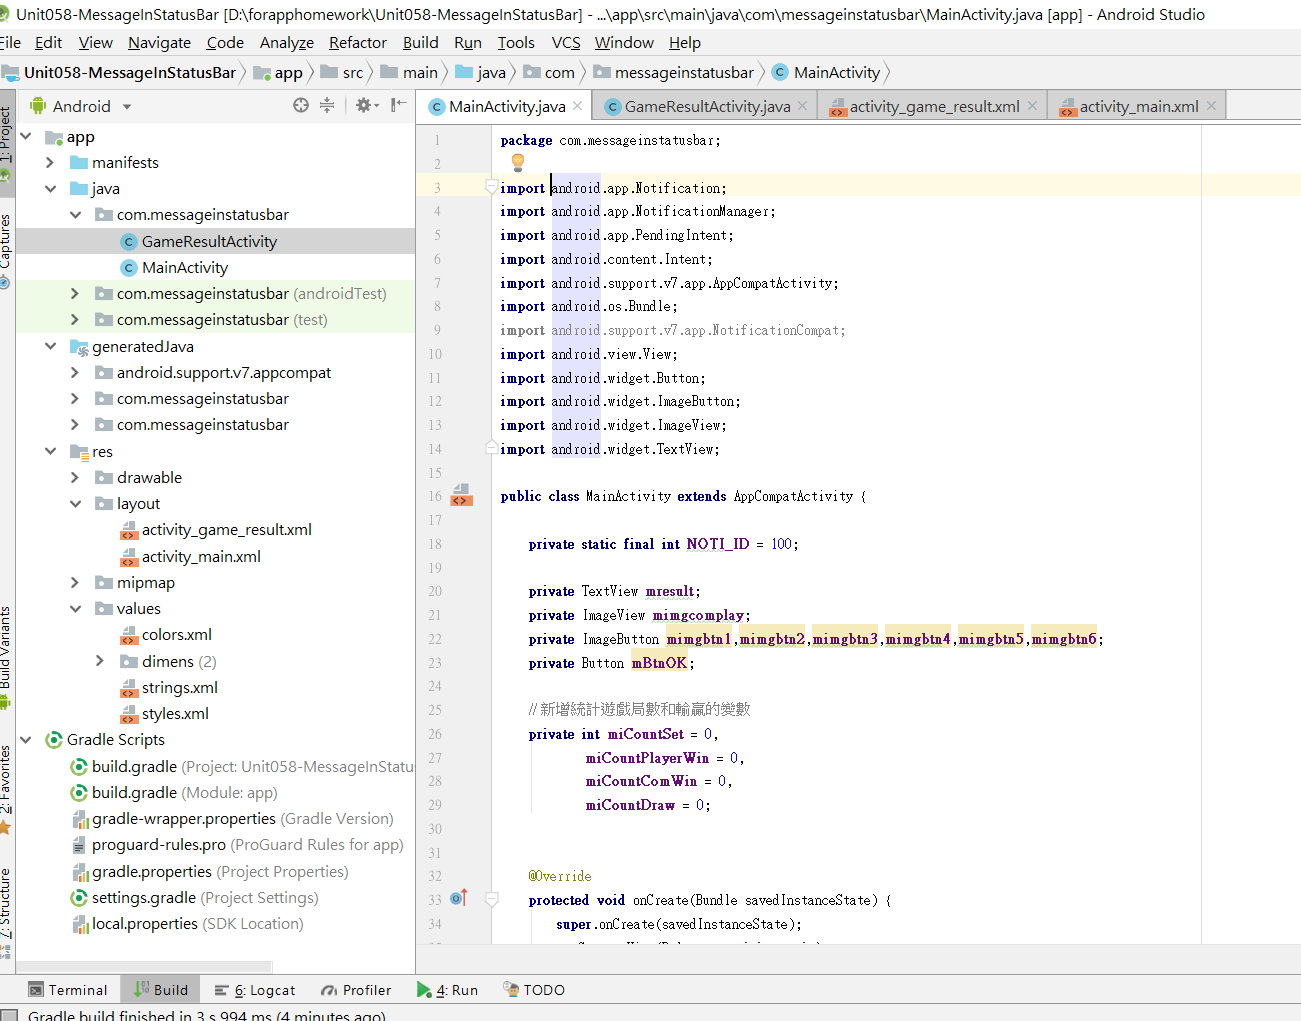 Unit058-MessageInStatusBar [D:\forapphomework\Unit058-MessageInStatusBar] - ...\app\src\main\java\com\messageinstatusbar\MainActivity.java [app] - Android Studio
File Edit View Navigate Code Analyze Refactor Build Run Tools VCS Window Help
Unit058-MessageInStatusBar app src main java com messageinstatusbar MainActivity
Android
MainActivity.java GameResultActivity.java activity_game_result.xml activity_main.xml
1: Project
Captures
Build Variants
2: Favorites
7: Structure
app
manifests
java
com.messageinstatusbar
GameResultActivity
MainActivity
com.messageinstatusbar (androidTest)
com.messageinstatusbar (test)
generatedJava
android.support.v7.appcompat
com.messageinstatusbar
com.messageinstatusbar
res
drawable
layout
activity_game_result.xml
activity_main.xml
mipmap
values
colors.xml
dimens (2)
strings.xml
styles.xml
Gradle Scripts
build.gradle (Project: Unit058-MessageInStatu
build.gradle (Module: app)
gradle-wrapper.properties (Gradle Version)
proguard-rules.pro (ProGuard Rules for app)
gradle.properties (Project Properties)
settings.gradle (Project Settings)
local.properties (SDK Location)
1 package com.messageinstatusbar;
2
3 import android.app.Notification;
4 import android.app.NotificationManager;
5 import android.app.PendingIntent;
6 import android.content.Intent;
7 import android.support.v7.app.AppCompatActivity;
8 import android.os.Bundle;
9 import android.support.v7.app.NotificationCompat;
10 import android.view.View;
11 import android.widget.Button;
12 import android.widget.ImageButton;
13 import android.widget.ImageView;
14 import android.widget.TextView;
15
16 public class MainActivity extends AppCompatActivity {
17
18 private static final int NOTI_ID = 100;
19
20 private TextView mresult;
21 private ImageView mimgcomplay;
22 private ImageButton mimgbtn1,mimgbtn2,mimgbtn3,mimgbtn4,mimgbtn5,mimgbtn6;
23 private Button mBtnOK;
24
25 //新增統計遊戲局數和輸贏的變數
26 private int miCountSet = 0,
27 miCountPlayerWin = 0,
28 miCountComWin = 0,
29 miCountDraw = 0;
30
31
32 @Override
33 protected void onCreate(Bundle savedInstanceState) {
34 super.onCreate(savedInstanceState);
Terminal Build 6: Logcat Profiler 4: Run TODO
Gradle build finished in 3 s 994 ms (4 minutes ago)